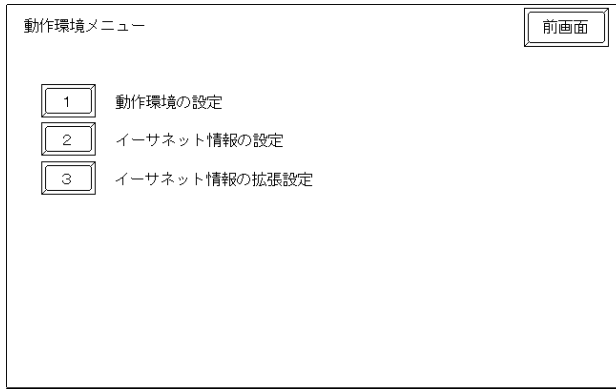 動作環境メニュー 前画面
1 動作環境の設定
2 イーサネット情報の設定
3 イーサネット情報の拡張設定